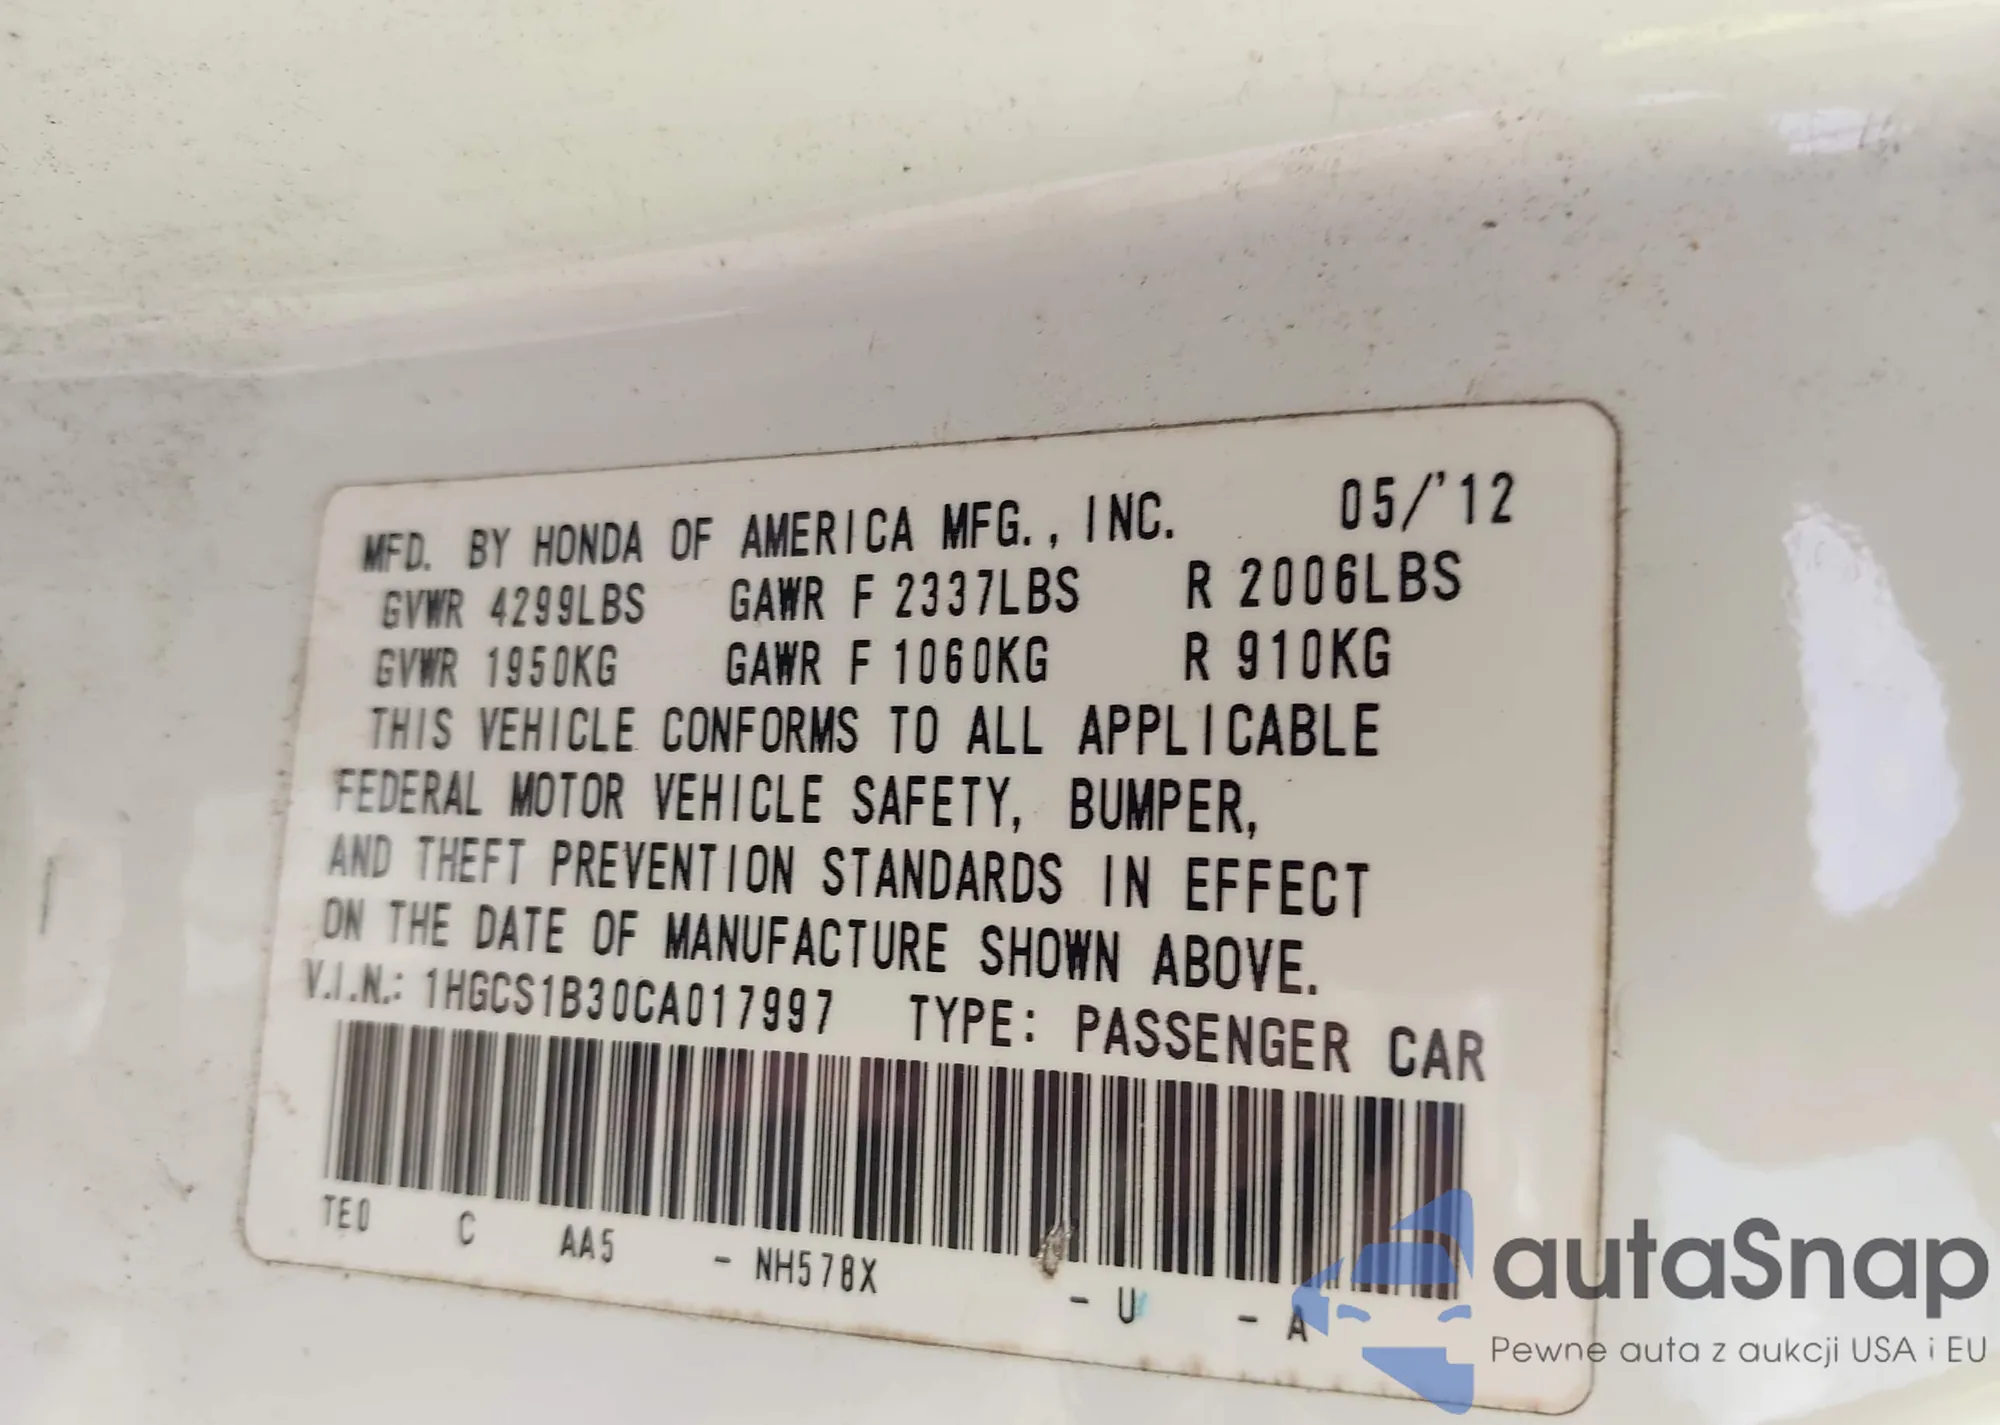 MFD. BY HONDA OF AMERICA MFG., INC. 05/'12
GVWR 4299LBS GAWR F 2337LBS R 2006LBS
GVWR 1950KG GAWR F 1060KG R 910KG
THIS VEHICLE CONFORMS TO ALL APPLICABLE
FEDERAL MOTOR VEHICLE SAFETY, BUMPER,
AND THEFT PREVENTION STANDARDS IN EFFECT
ON THE DATE OF MANUFACTURE SHOWN ABOVE.
V.I.N.: 1HGCS1B30CA017997 TYPE: PASSENGER CAR
TE0 C AA5 - NH578X - U - A
autaSnap
Pewne auta z aukcji USA i EU